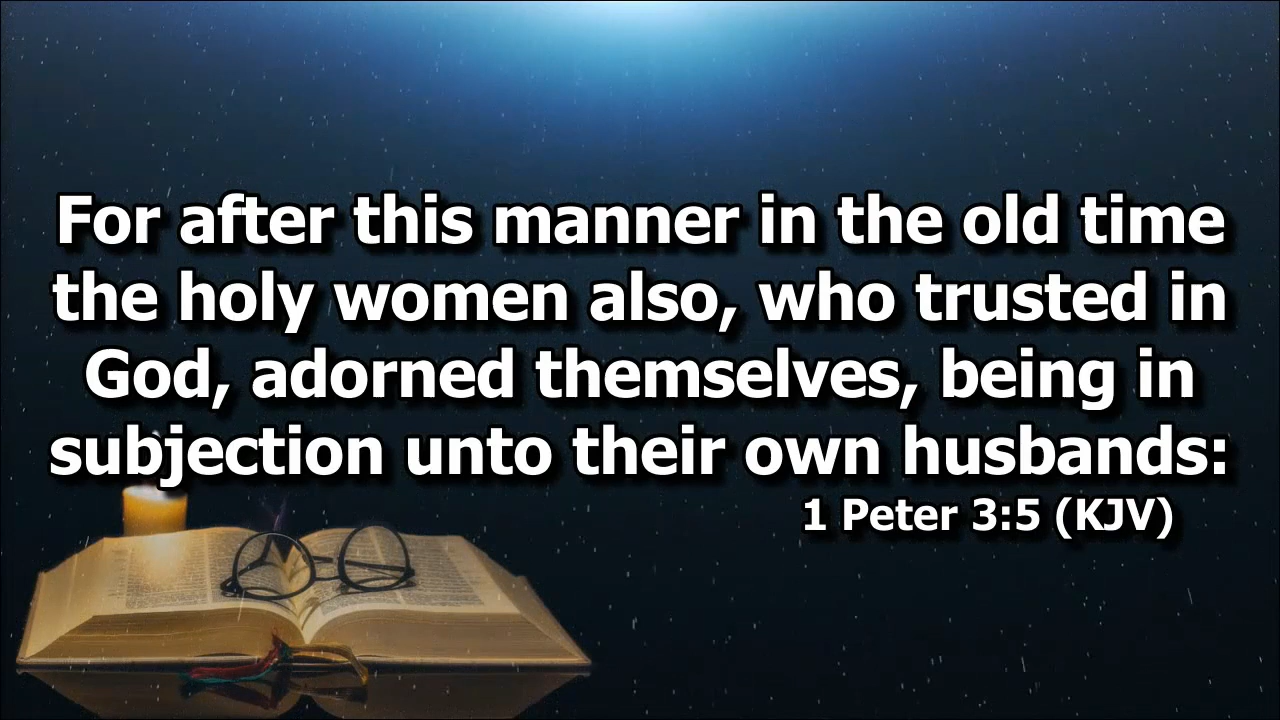 For after this manner in the old time
the holy women also, who trusted in
God, adorned themselves, being in
subjection unto their own husbands:
1 Peter 3:5 (KJV)